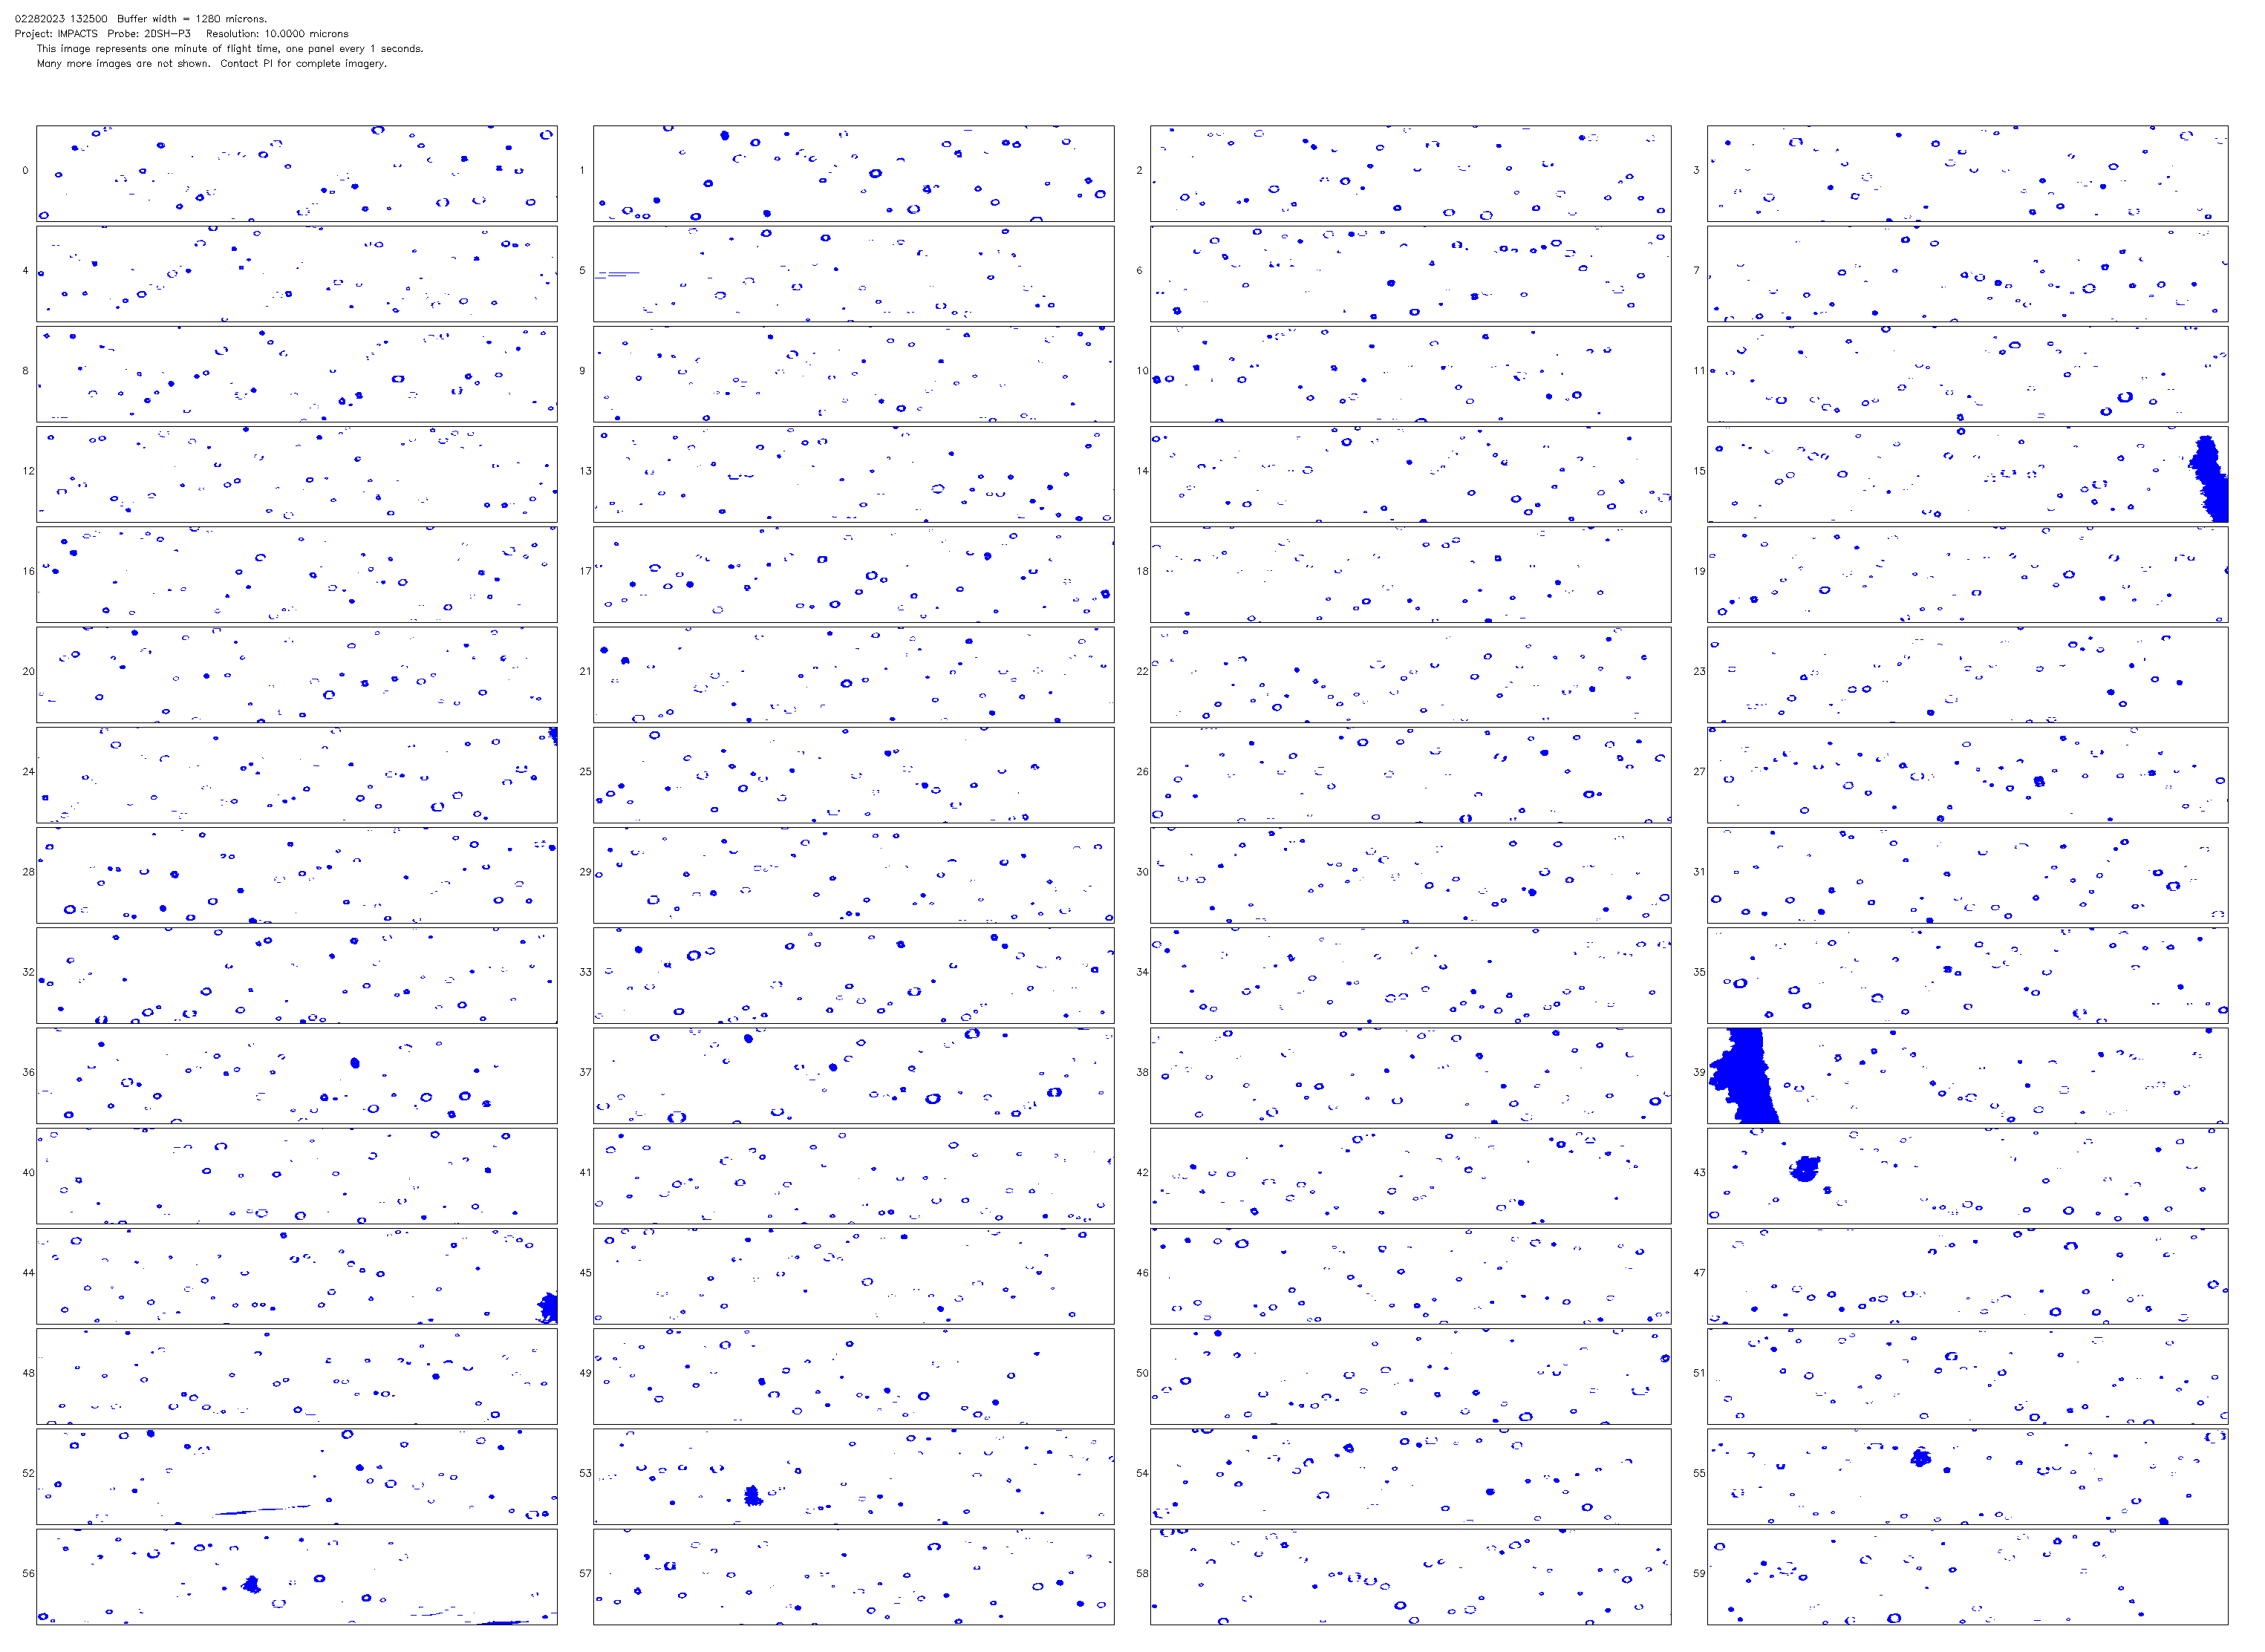 02282023 132500  Buffer width = 1280 microns.
Project: IMPACTS  Probe: 2DSH-P3    Resolution: 10.0000 microns
This image represents one minute of flight time, one panel every 1 seconds.
Many more images are not shown.  Contact PI for complete imagery.
0 1 2 3
4 5 6 7
8 9 10 11
12 13 14 15
16 17 18 19
20 21 22 23
24 25 26 27
28 29 30 31
32 33 34 35
36 37 38 39
40 41 42 43
44 45 46 47
48 49 50 51
52 53 54 55
56 57 58 59